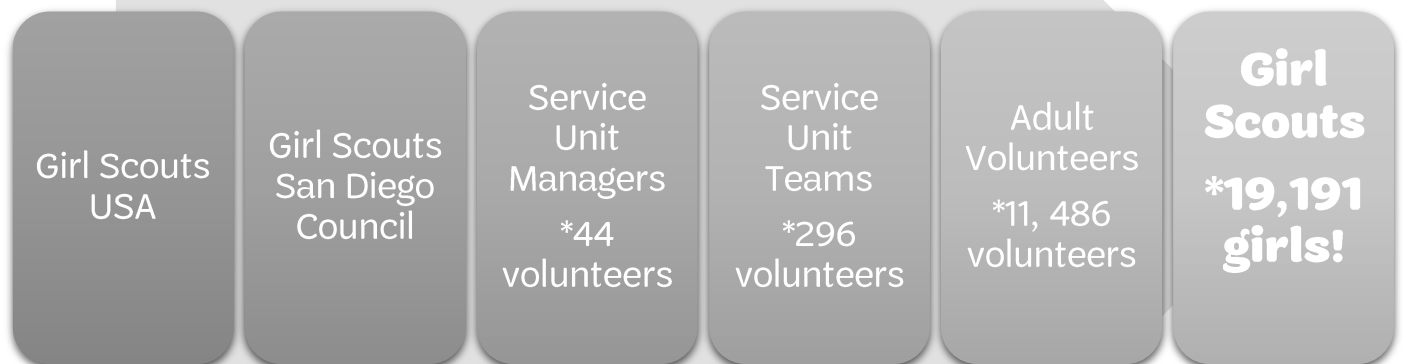 Girl Scouts
USA
Girl Scouts
San Diego
Council
Service
Unit
Managers
*44
volunteers
Service
Unit
Teams
*296
volunteers
Adult
Volunteers
*11, 486
volunteers
Girl
Scouts
*19,191
girls!